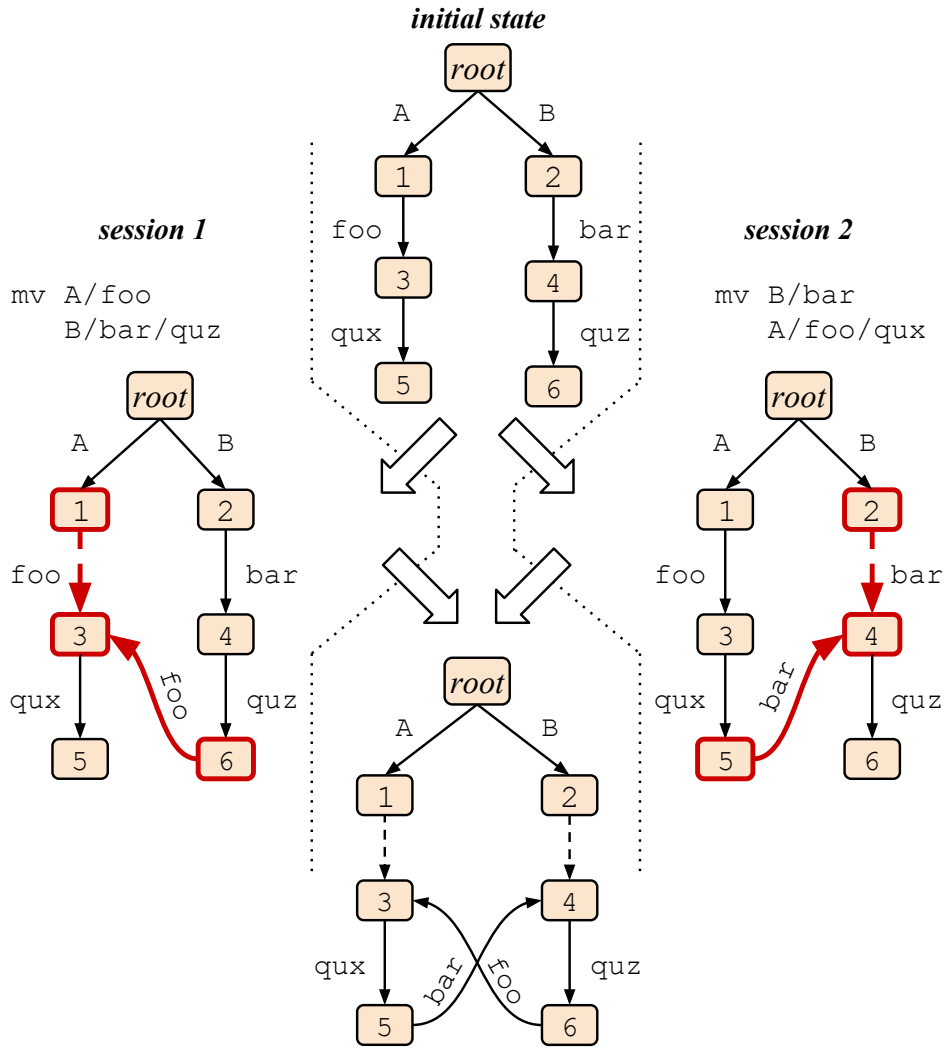 initial state
root
A B
1 2
foo bar
3 4
qux quz
5 6
session 1
mv A/foo
B/bar/quz
root
A B
1 2
foo bar
3 4
qux foo quz
5 6
session 2
mv B/bar
A/foo/qux
root
A B
1 2
foo bar
3 4
qux bar quz
5 6
root
A B
1 2
3 4
qux bar foo quz
5 6